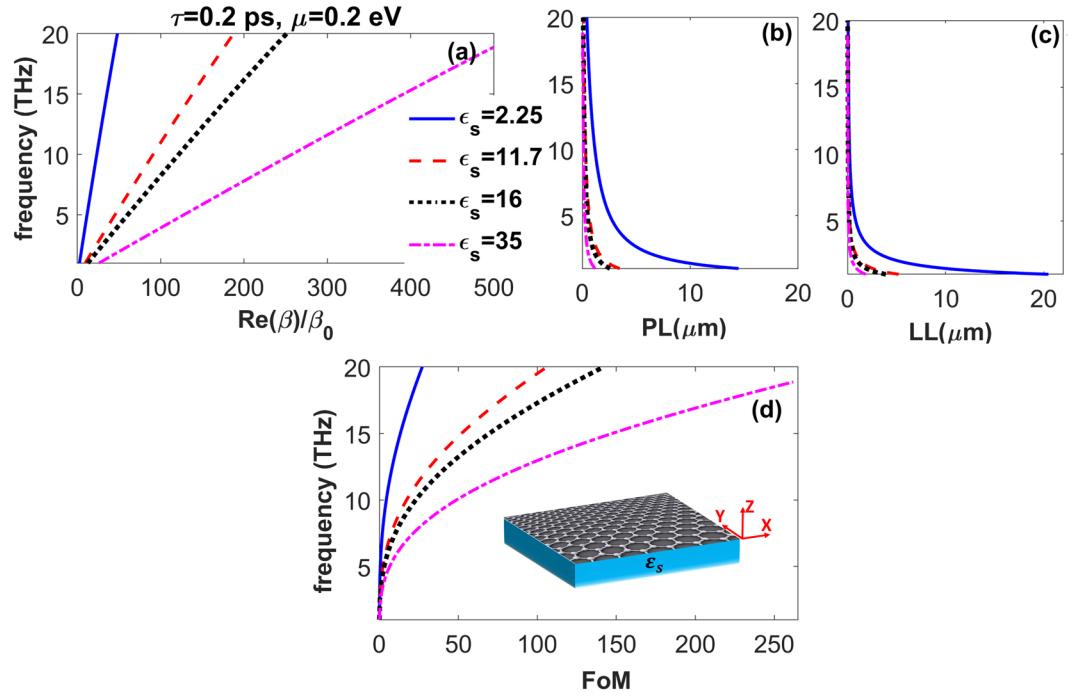 τ=0.2 ps, μ=0.2 eV
(a)
20
15
10
5
frequency (THz)
0 100 200 300 400 500
Re(β)/β₀
ϵₛ=2.25
ϵₛ=11.7
ϵₛ=16
ϵₛ=35
(b)
20
15
10
5
0 10 20
PL(μm)
(c)
20
15
10
5
0 10 20
LL(μm)
(d)
20
15
10
5
frequency (THz)
0 50 100 150 200 250
FoM
Z
Y
X
εₛ